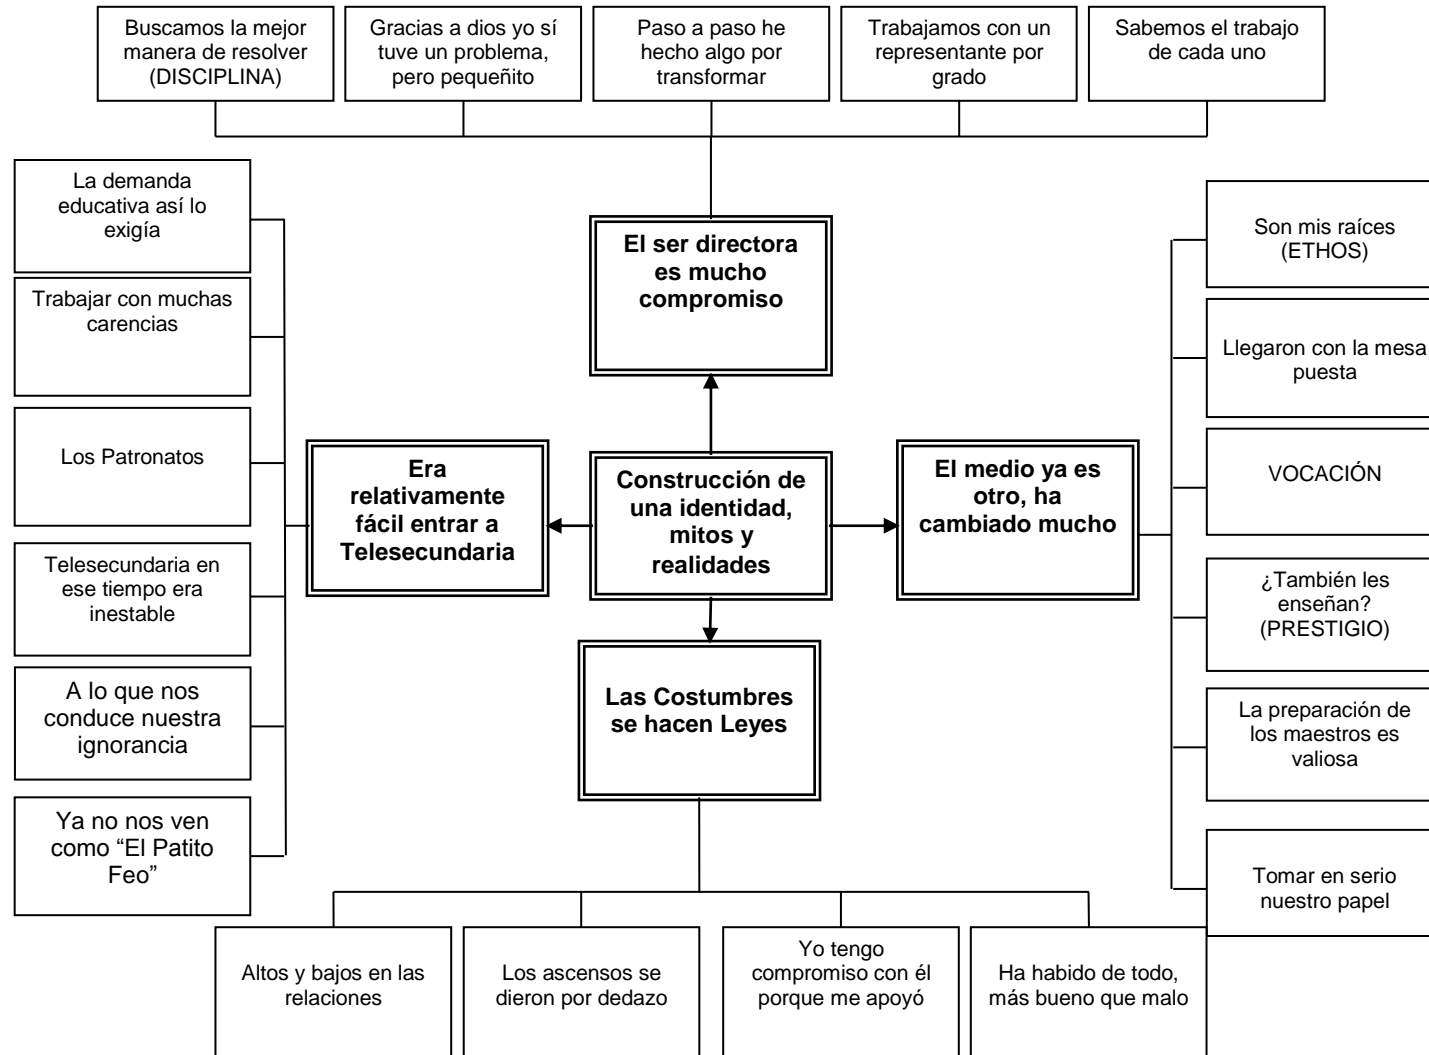 Buscamos la mejor
manera de resolver
(DISCIPLINA)
Gracias a dios yo sí
tuve un problema,
pero pequeñito
Paso a paso he
hecho algo por
transformar
Trabajamos con un
representante por
grado
Sabemos el trabajo
de cada uno
La demanda
educativa así lo
exigía
Trabajar con muchas
carencias
Los Patronatos
Telesecundaria en
ese tiempo era
inestable
A lo que nos
conduce nuestra
ignorancia
Ya no nos ven
como “El Patito
Feo”
El ser directora
es mucho
compromiso
Era
relativamente
fácil entrar a
Telesecundaria
Construcción de
una identidad,
mitos y
realidades
El medio ya es
otro, ha
cambiado mucho
Las Costumbres
se hacen Leyes
Son mis raíces
(ETHOS)
Llegaron con la mesa
puesta
VOCACIÓN
¿También les
enseñan?
(PRESTIGIO)
La preparación de
los maestros es
valiosa
Tomar en serio
nuestro papel
Altos y bajos en las
relaciones
Los ascensos se
dieron por dedazo
Yo tengo
compromiso con él
porque me apoyó
Ha habido de todo,
más bueno que malo